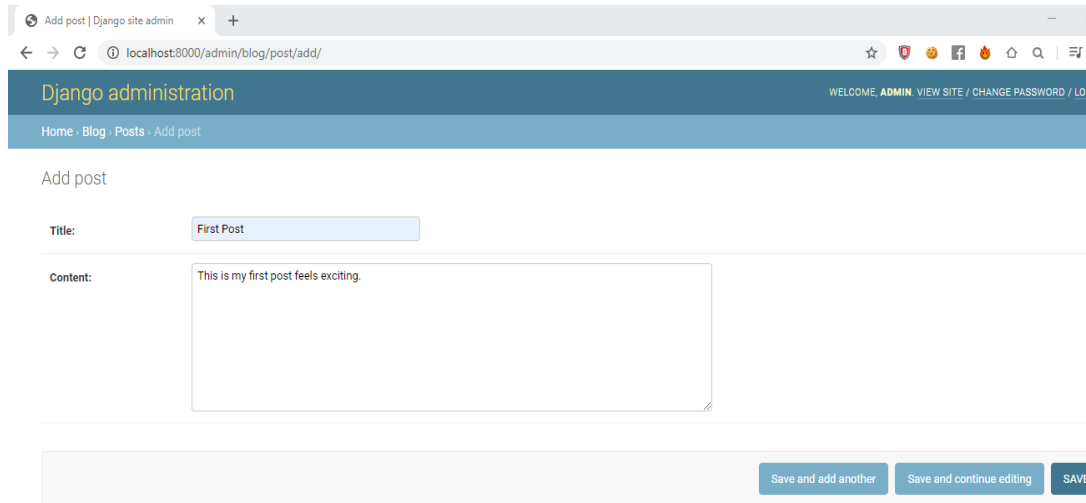 Add post | Django site admin
localhost:8000/admin/blog/post/add/
Django administration
WELCOME, ADMIN. VIEW SITE / CHANGE PASSWORD / LO
Home › Blog › Posts › Add post
Add post
Title: First Post
Content: This is my first post feels exciting.
Save and add another Save and continue editing SAVE